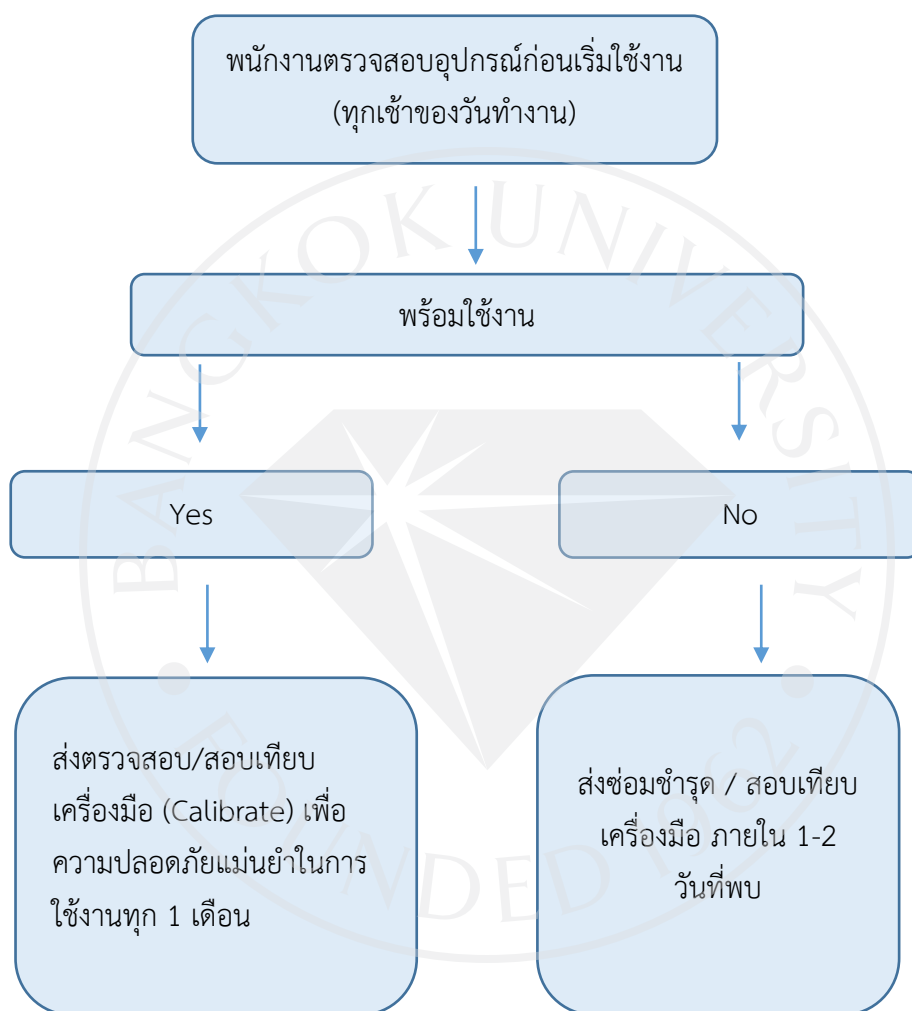 พนักงานตรวจสอบอุปกรณ์ก่อนเริ่มใช้งาน
(ทุกเช้าของวันทำงาน)
พร้อมใช้งาน
Yes
No
ส่งตรวจสอบ/สอบเทียบ
เครื่องมือ (Calibrate) เพื่อ
ความปลอดภัยแม่นยำในการ
ใช้งานทุก 1 เดือน
ส่งซ่อมชำรุด / สอบเทียบ
เครื่องมือ ภายใน 1-2
วันที่พบ
BANGKOK UNIVERSITY
FOUNDED 1962